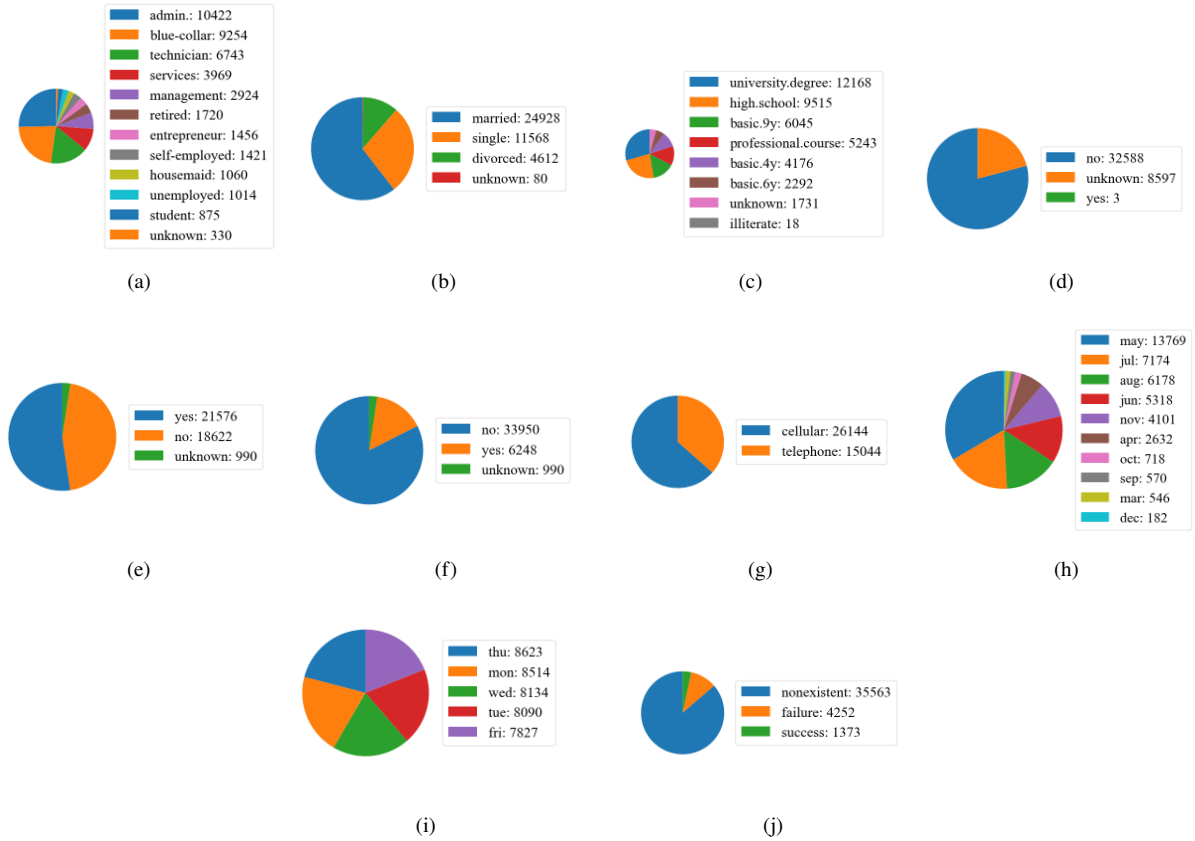 admin.: 10422
blue-collar: 9254
technician: 6743
services: 3969
management: 2924
retired: 1720
entrepreneur: 1456
self-employed: 1421
housemaid: 1060
unemployed: 1014
student: 875
unknown: 330
(a)
married: 24928
single: 11568
divorced: 4612
unknown: 80
(b)
university.degree: 12168
high.school: 9515
basic.9y: 6045
professional.course: 5243
basic.4y: 4176
basic.6y: 2292
unknown: 1731
illiterate: 18
(c)
no: 32588
unknown: 8597
yes: 3
(d)
yes: 21576
no: 18622
unknown: 990
(e)
no: 33950
yes: 6248
unknown: 990
(f)
cellular: 26144
telephone: 15044
(g)
may: 13769
jul: 7174
aug: 6178
jun: 5318
nov: 4101
apr: 2632
oct: 718
sep: 570
mar: 546
dec: 182
(h)
thu: 8623
mon: 8514
wed: 8134
tue: 8090
fri: 7827
(i)
nonexistent: 35563
failure: 4252
success: 1373
(j)